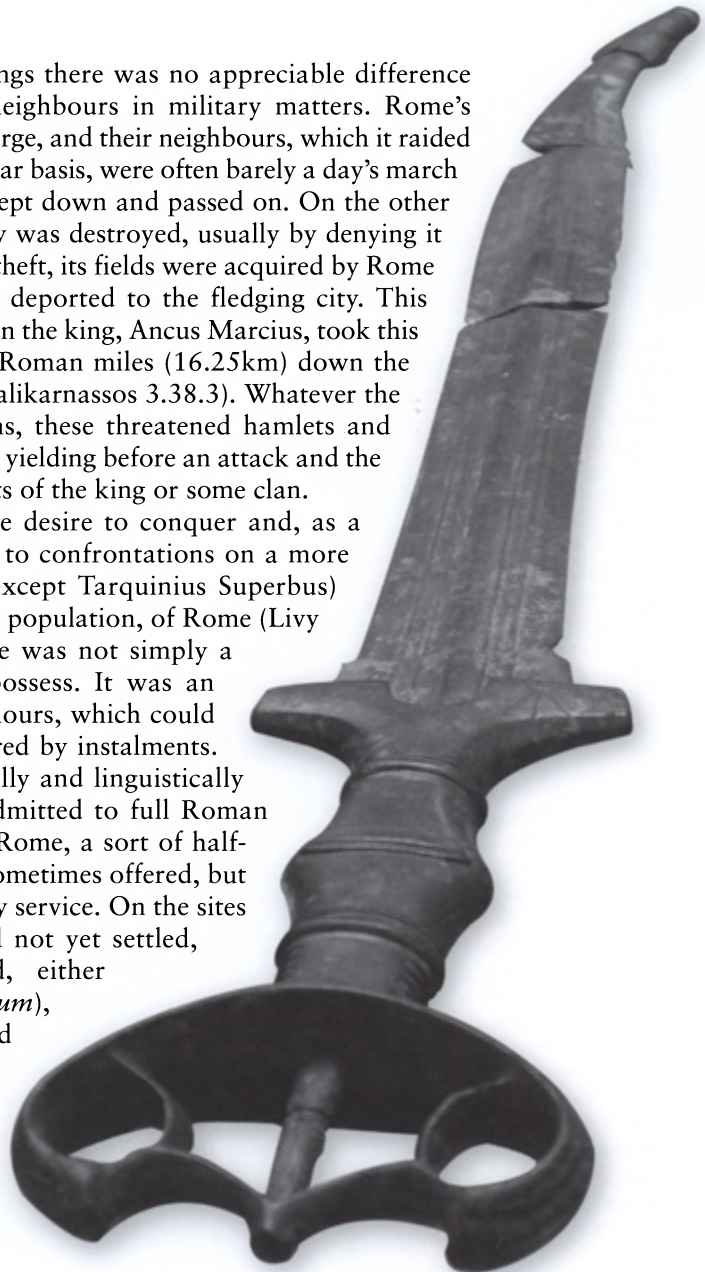 ngs there was no appreciable difference
eighbours in military matters. Rome's
rge, and their neighbours, which it raided
ar basis, were often barely a day's march
ept down and passed on. On the other
y was destroyed, usually by denying it
theft, its fields were acquired by Rome
deported to the fledging city. This
n the king, Ancus Marcius, took this
Roman miles (16.25km) down the
alikarnassos 3.38.3). Whatever the
ns, these threatened hamlets and
yielding before an attack and the
ts of the king or some clan.
e desire to conquer and, as a
to confrontations on a more
except Tarquinius Superbus)
population, of Rome (Livy
e was not simply a
possess. It was an
ours, which could
red by instalments.
lly and linguistically
dmitted to full Roman
Rome, a sort of half-
ometimes offered, but
y service. On the sites
l not yet settled,
d, either
um),
d